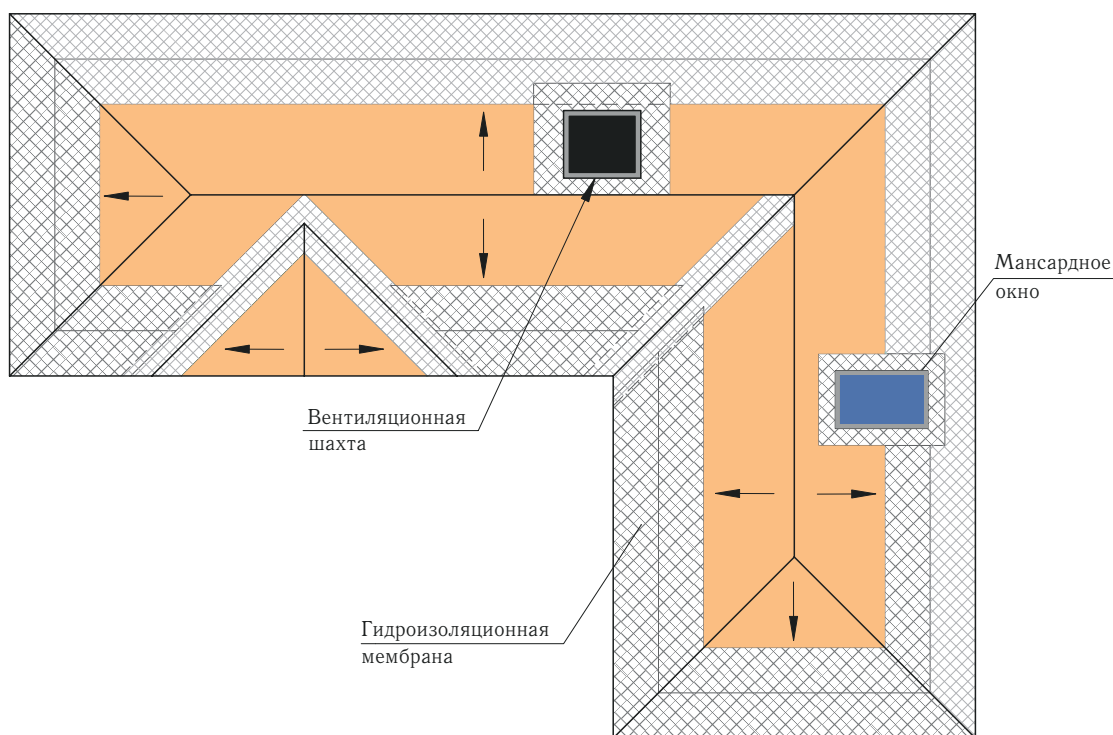 Мансардное
окно
Вентиляционная
шахта
Гидроизоляционная
мембрана